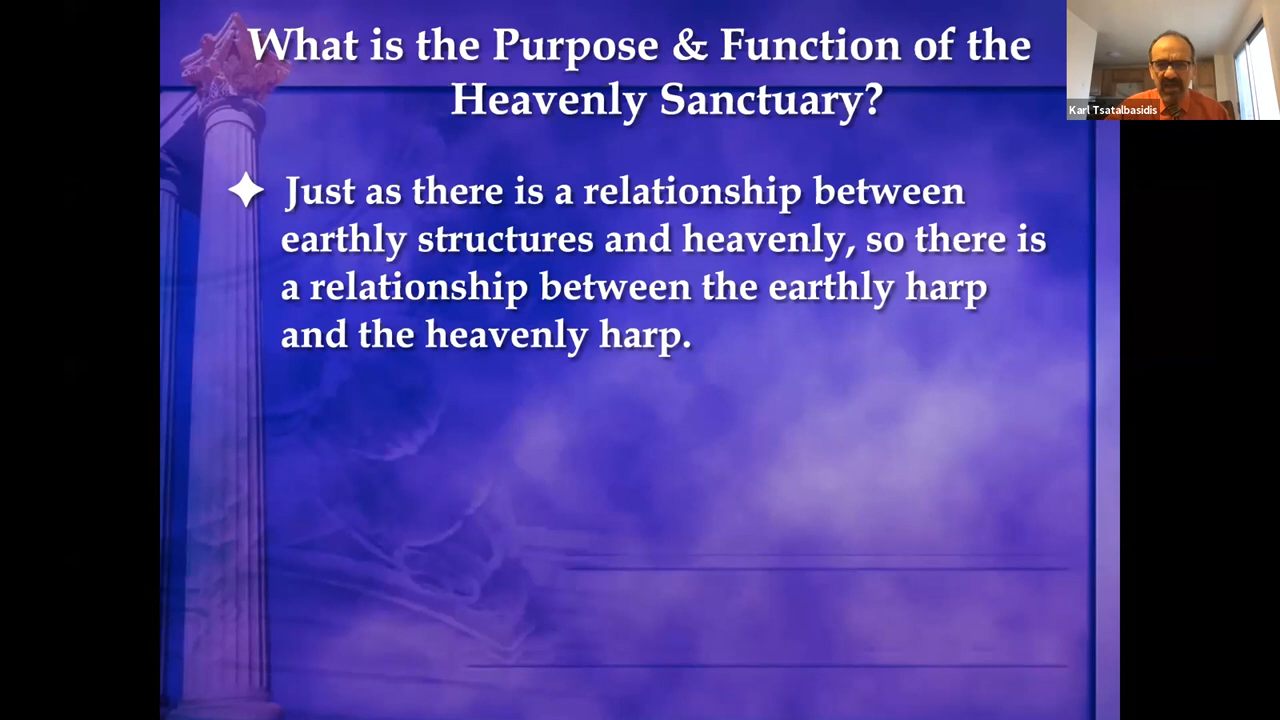 What is the Purpose & Function of the
Heavenly Sanctuary?
Karl Tsatalbasidis
Just as there is a relationship between
earthly structures and heavenly, so there is
a relationship between the earthly harp
and the heavenly harp.